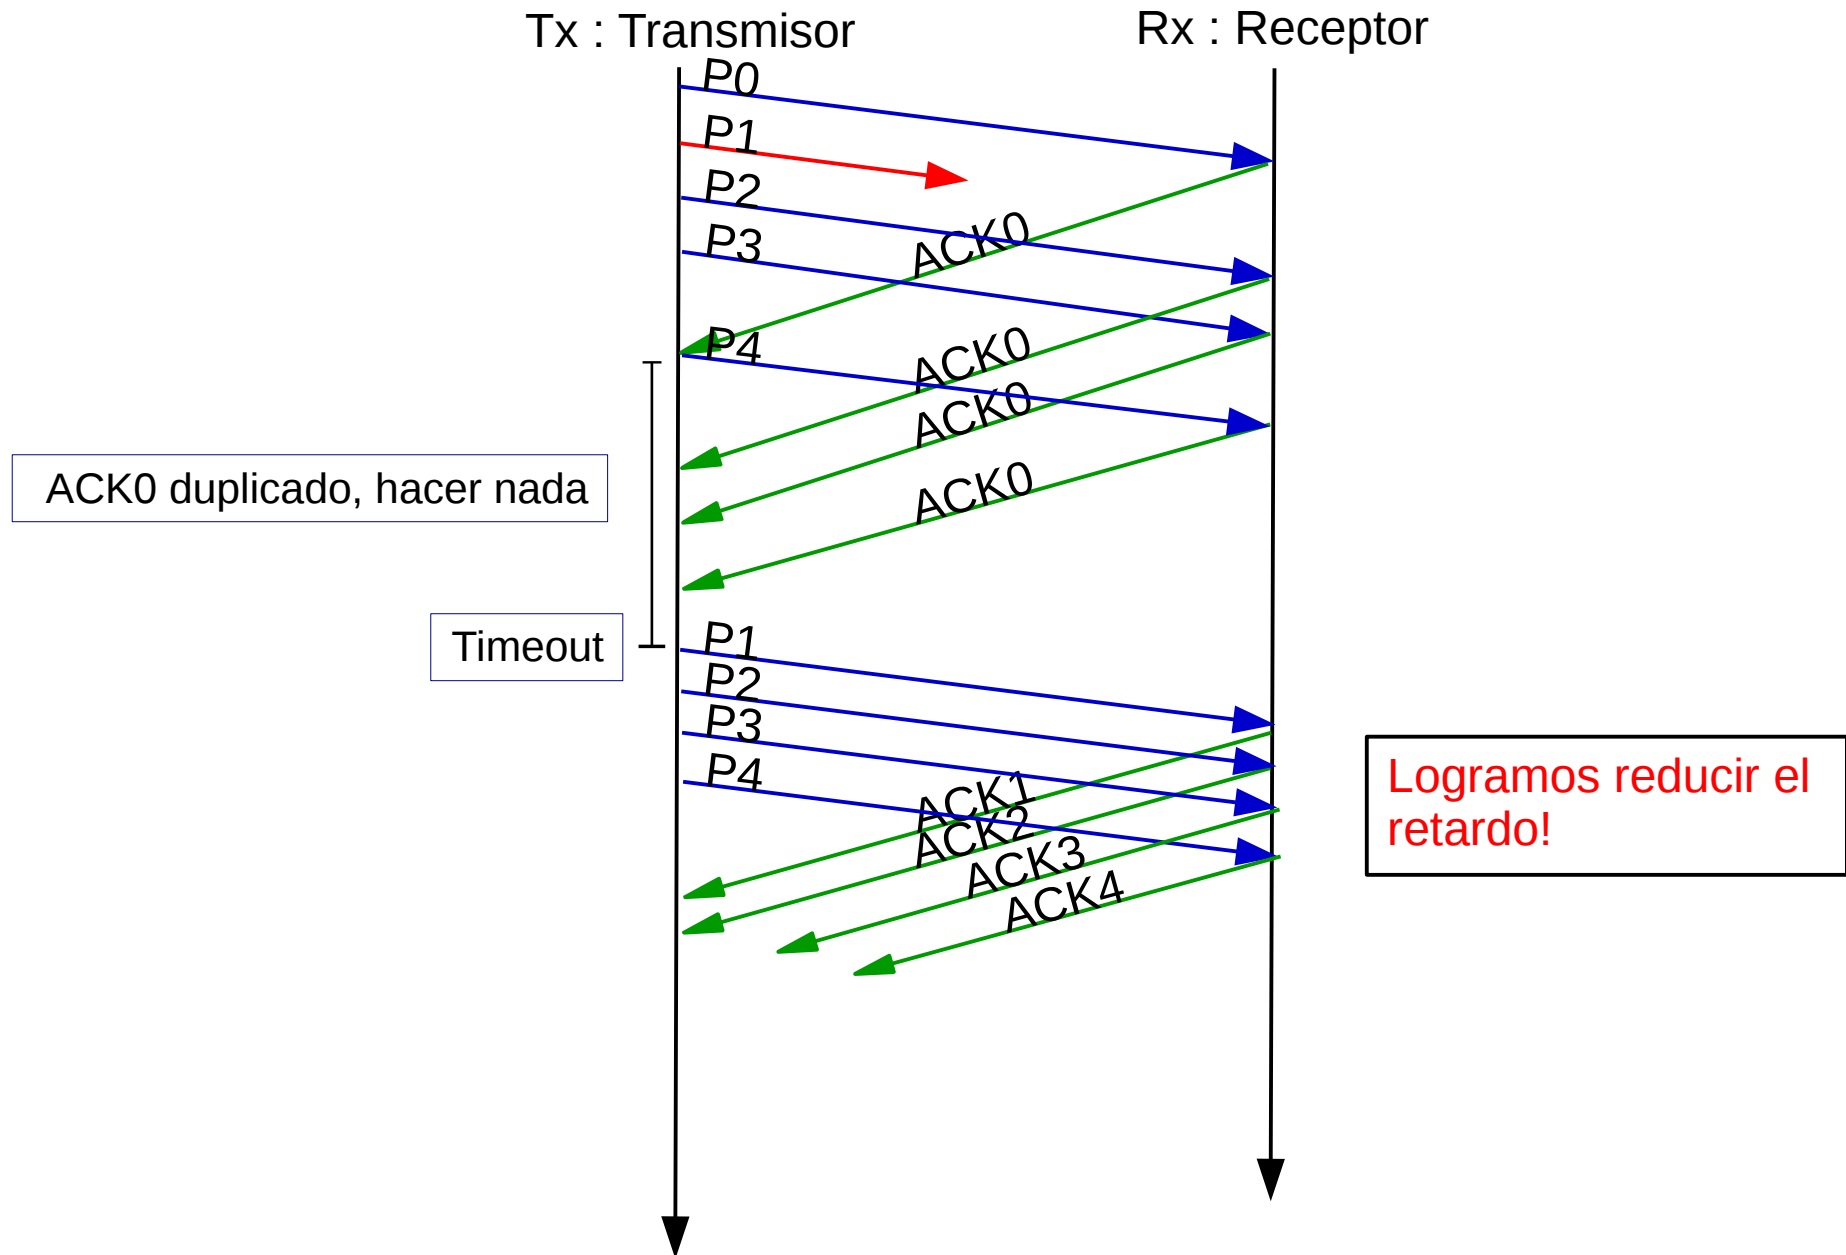 Tx : Transmisor
Rx : Receptor
P0
P1
P2
ACK0
P3
P4
ACK0
ACK0
ACK0 duplicado, hacer nada
ACK0
Timeout
P1
P2
P3
P4
ACK1
ACK2
ACK3
ACK4
Logramos reducir el
retardo!